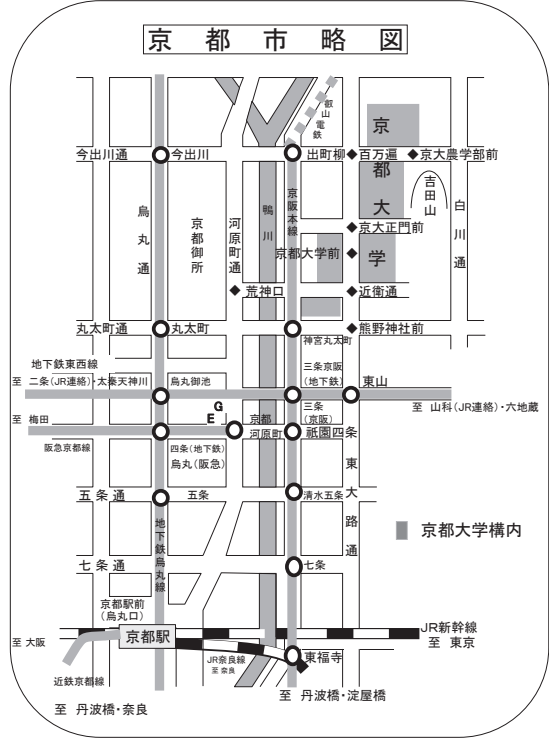 京都市略図
叡山電鉄
今出川通
今出川
出町柳
◆百万遍
◆京大農学部前
京都大学
吉田山
白川通
烏丸通
京都御所
河原町通
鴨川
京阪本線
◆京大正門前
京都大学前
◆
◆荒神口
◆近衛通
丸太町通
丸太町
◆熊野神社前
神宮丸太町
地下鉄東西線
至 二条(JR連絡)・太秦天神川
烏丸御池
三条京阪
(地下鉄)
東山
至 山科(JR連絡)・六地蔵
G
E
三条
(京阪)
至 梅田
京都
河原町
祇園四条
阪急京都線
四条(地下鉄)
烏丸(阪急)
東大路通
五条通
五条
清水五条
京都大学構内
地下鉄烏丸線
七条通
七条
京都駅前
(烏丸口)
京都駅
JR新幹線
至 東京
至 大阪
JR奈良線
至 奈良
東福寺
近鉄京都線
至 丹波橋・淀屋橋
至 丹波橋・奈良